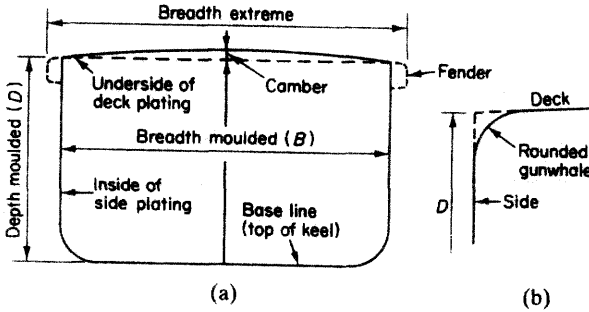 Breadth extreme
Underside of
deck plating
Camber
Fender
Deck
Depth moulded (D)
Breadth moulded (B)
Rounded
gunwhale
Inside of
side plating
Base line
(top of keel)
D
Side
(a)
(b)